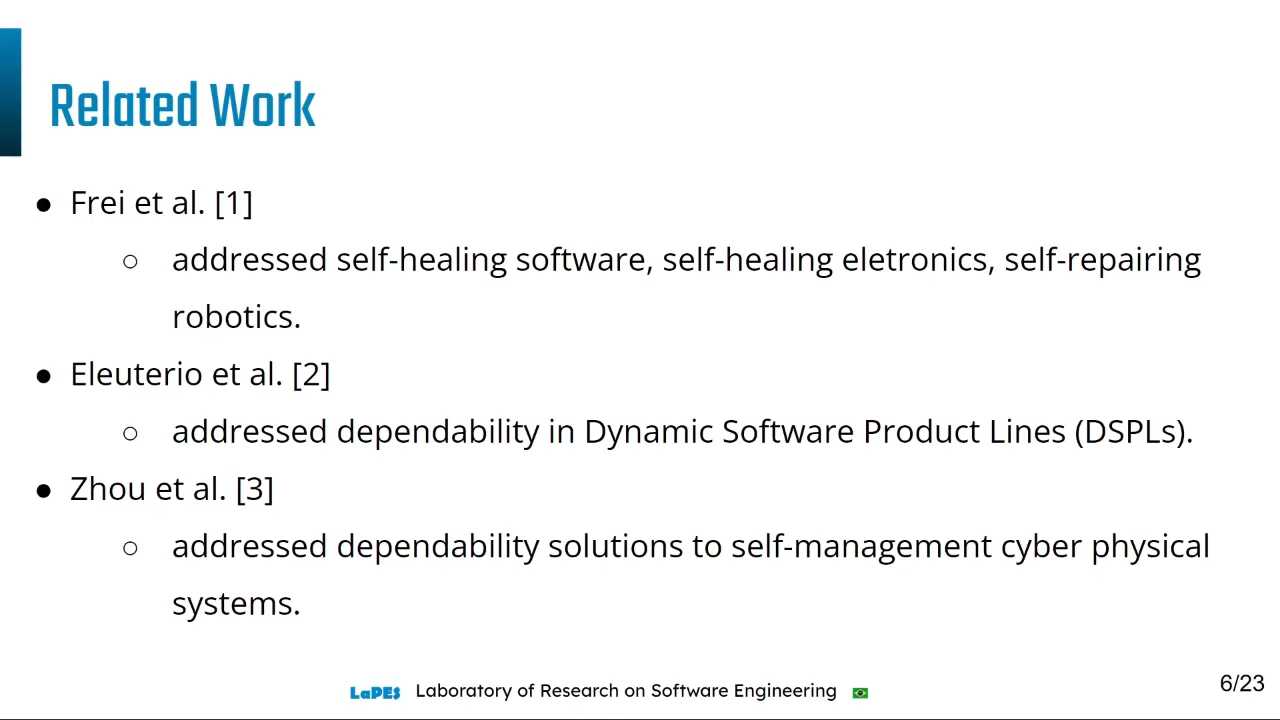 Related Work
● Frei et al. [1]
○ addressed self-healing software, self-healing eletronics, self-repairing
robotics.
● Eleuterio et al. [2]
○ addressed dependability in Dynamic Software Product Lines (DSPLs).
● Zhou et al. [3]
○ addressed dependability solutions to self-management cyber physical
systems.
LaPES Laboratory of Research on Software Engineering
6/23